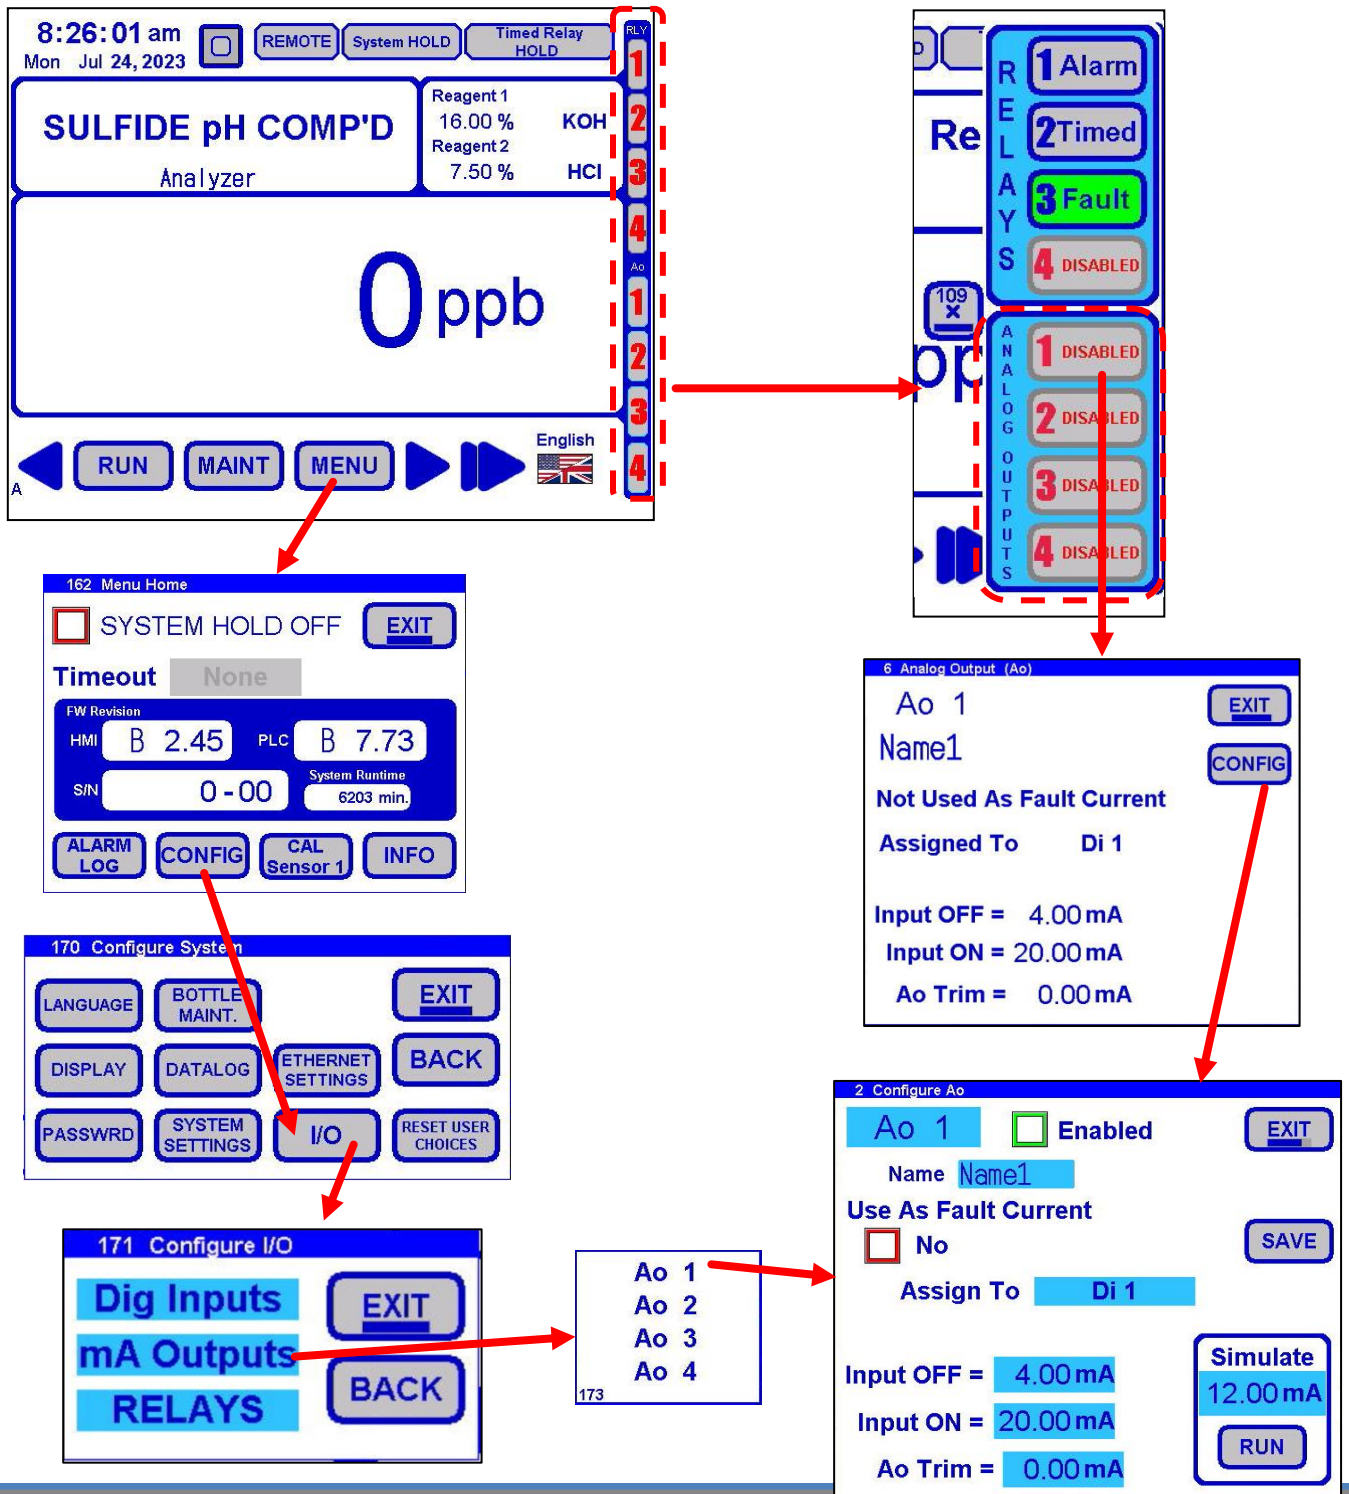 8:26:01 am
Mon Jul 24, 2023
REMOTE
System HOLD
Timed Relay
HOLD
RLY
1
2
3
4
Ao
1
2
3
4
SULFIDE pH COMP'D
Analyzer
Reagent 1
16.00 % KOH
Reagent 2
7.50 % HCl
0 ppb
RUN
MAINT
MENU
English
A
RELAYS
1 Alarm
2 Timed
3 Fault
4 DISABLED
Re
109
pp
ANALOG OUTPUTS
1 DISABLED
2 DISABLED
3 DISABLED
4 DISABLED
162 Menu Home
SYSTEM HOLD OFF
EXIT
Timeout None
FW Revision
HMI B 2.45 PLC B 7.73
S/N 0-00
System Runtime
6203 min.
ALARM
LOG
CONFIG
CAL
Sensor 1
INFO
6 Analog Output (Ao)
Ao 1
EXIT
Name1
CONFIG
Not Used As Fault Current
Assigned To Di 1
Input OFF = 4.00 mA
Input ON = 20.00 mA
Ao Trim = 0.00 mA
170 Configure System
LANGUAGE
BOTTLE
MAINT.
EXIT
DISPLAY
DATALOG
ETHERNET
SETTINGS
BACK
PASSWRD
SYSTEM
SETTINGS
I/O
RESET USER
CHOICES
171 Configure I/O
Dig Inputs
EXIT
mA Outputs
BACK
RELAYS
Ao 1
Ao 2
Ao 3
Ao 4
173
2 Configure Ao
Ao 1
Enabled
EXIT
Name Name1
Use As Fault Current
No
SAVE
Assign To Di 1
Input OFF = 4.00 mA
Input ON = 20.00 mA
Ao Trim = 0.00 mA
Simulate
12.00 mA
RUN